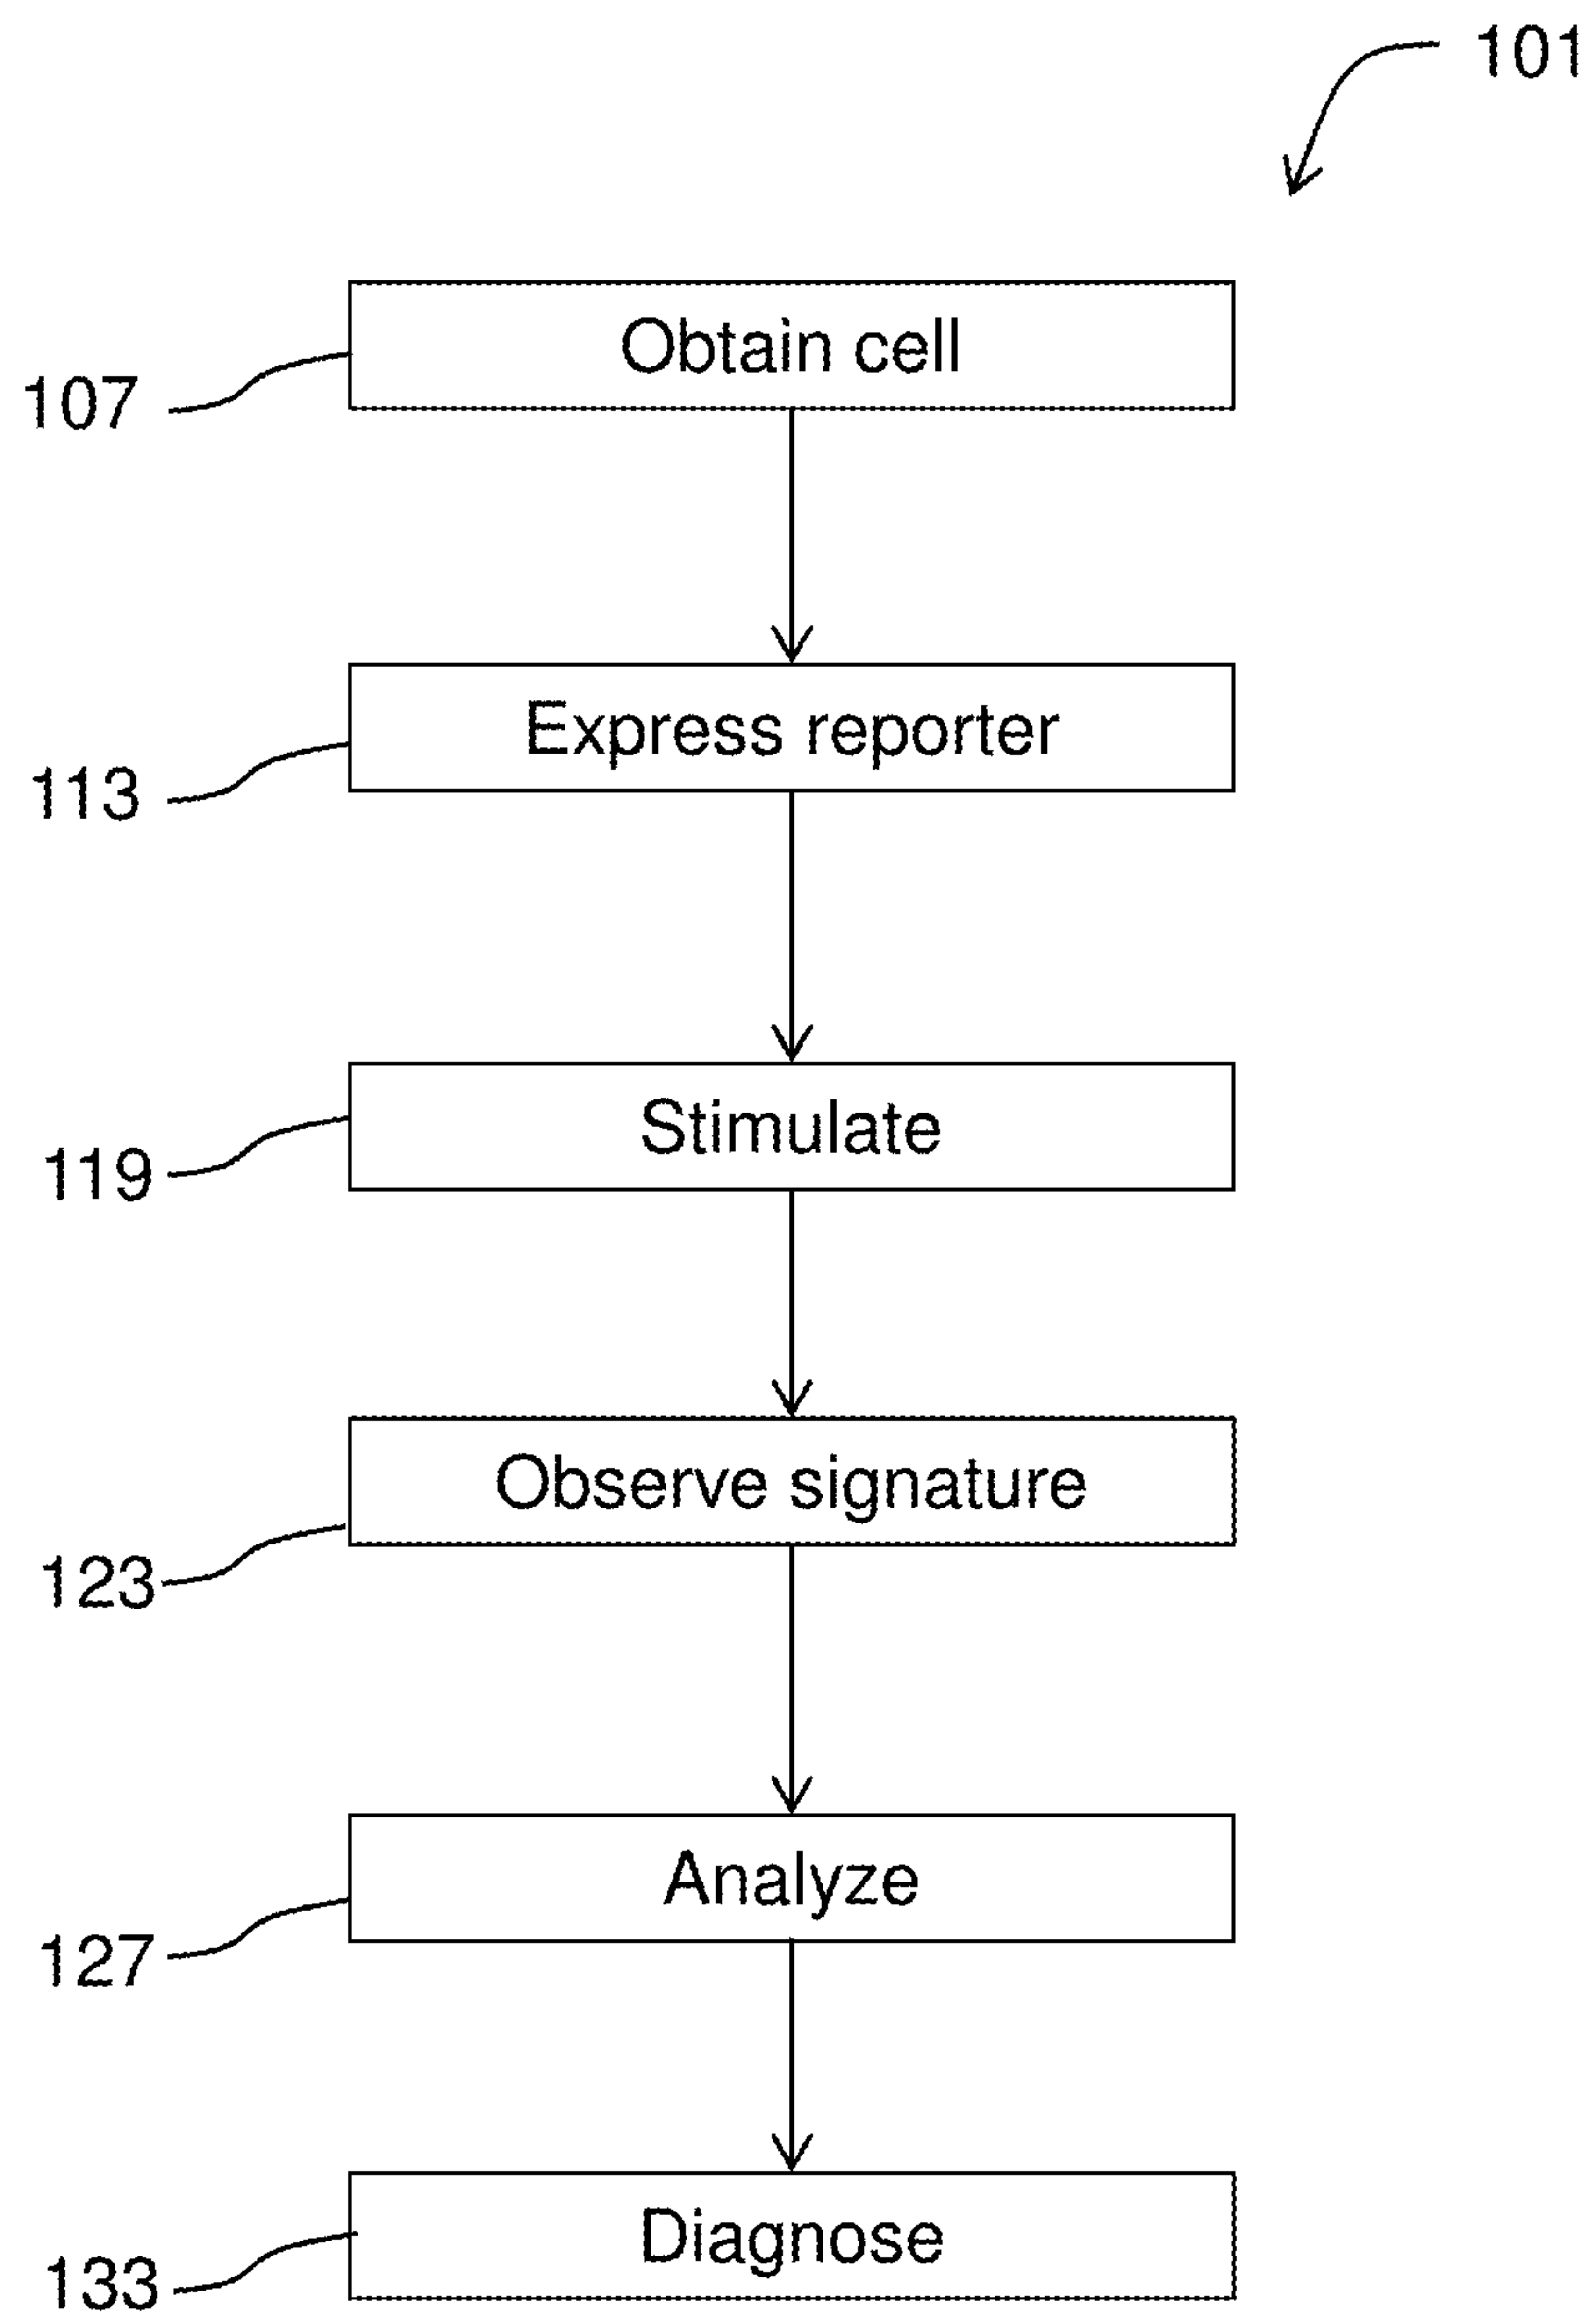 101
Obtain cell
107
Express reporter
113
Stimulate
119
Observe signature
123
Analyze
127
Diagnose
133